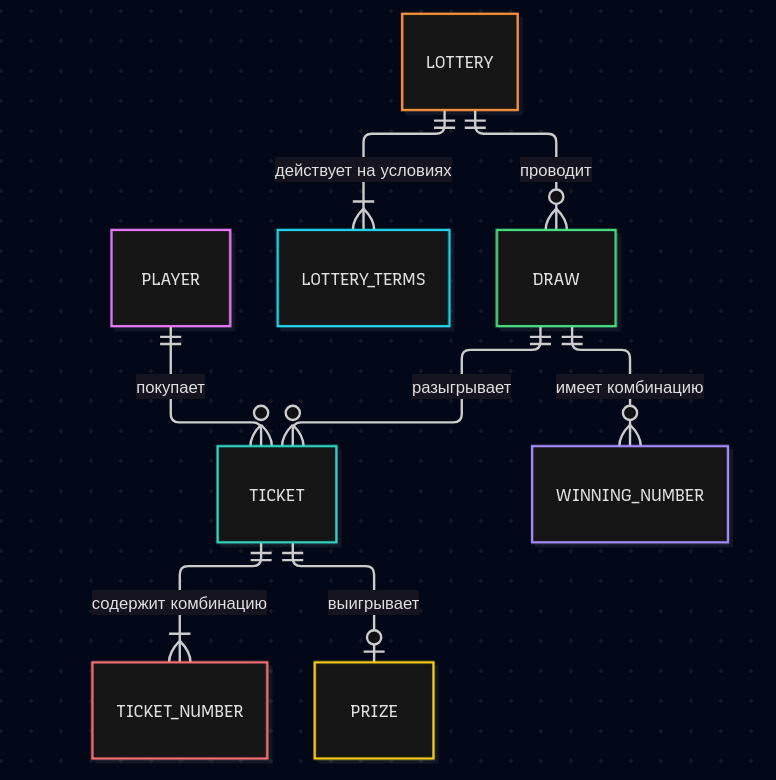 LOTTERY
действует на условиях
проводит
PLAYER
LOTTERY_TERMS
DRAW
покупает
разыгрывает
имеет комбинацию
TICKET
WINNING_NUMBER
содержит комбинацию
выигрывает
TICKET_NUMBER
PRIZE